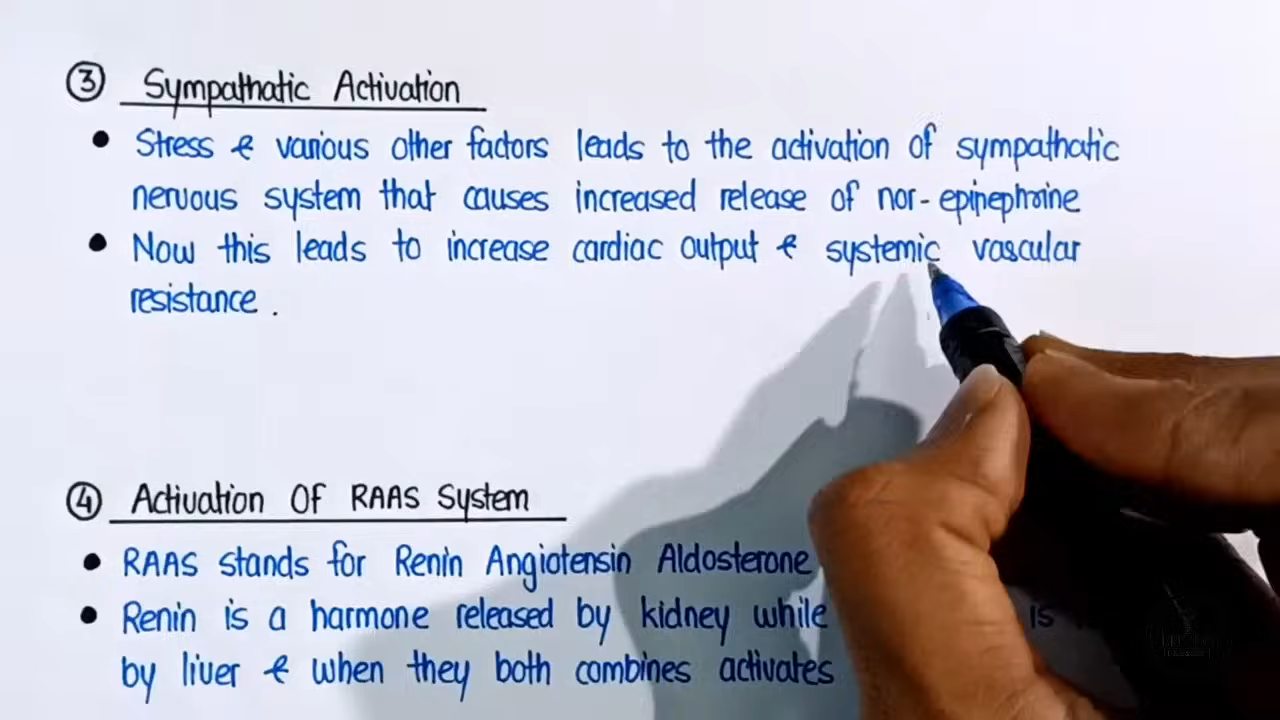 ③ Sympathatic Activation
• Stress & various other factors leads to the activation of sympathatic
nervous system that causes increased release of nor-epinephrine
• Now this leads to increase cardiac output & systemic vascular
resistance.
④ Activation Of RAAS System
• RAAS stands for Renin Angiotensin Aldosterone
• Renin is a harmone released by kidney while is
by liver & when they both combines activates